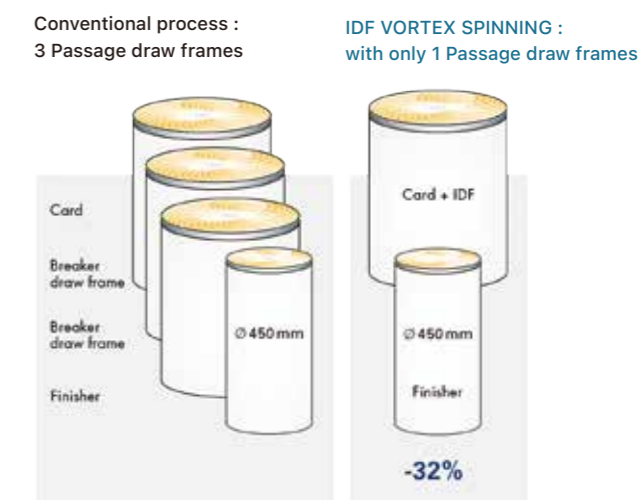 Conventional process :
3 Passage draw frames
IDF VORTEX SPINNING :
with only 1 Passage draw frames
Card
Breaker
draw frame
Breaker
draw frame
Finisher
Ø 450 mm
Card + IDF
Ø 450 mm
Finisher
-32%